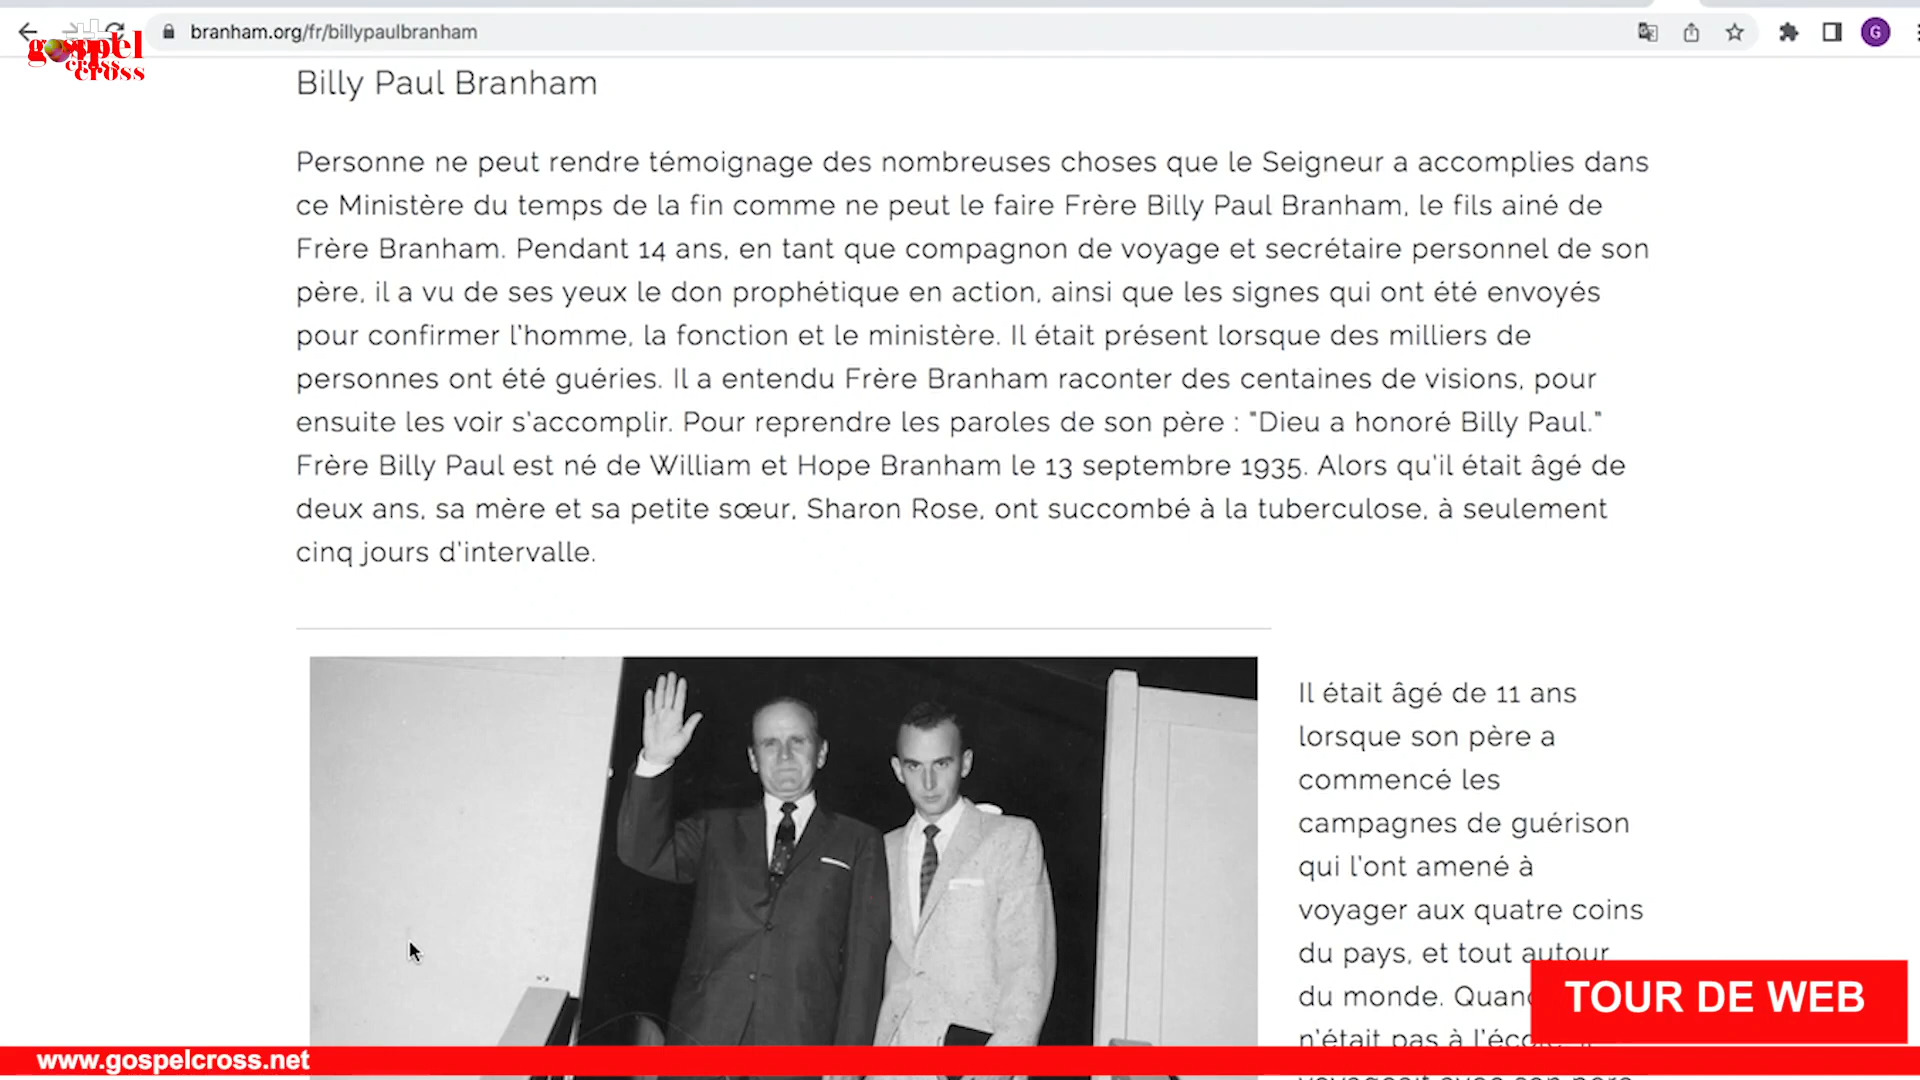 branham.org/fr/billypaulbranham
G
gospel
cross
cross
Billy Paul Branham
Personne ne peut rendre témoignage des nombreuses choses que le Seigneur a accomplies dans
ce Ministère du temps de la fin comme ne peut le faire Frère Billy Paul Branham, le fils ainé de
Frère Branham. Pendant 14 ans, en tant que compagnon de voyage et secrétaire personnel de son
père, il a vu de ses yeux le don prophétique en action, ainsi que les signes qui ont été envoyés
pour confirmer l'homme, la fonction et le ministère. Il était présent lorsque des milliers de
personnes ont été guéries. Il a entendu Frère Branham raconter des centaines de visions, pour
ensuite les voir s'accomplir. Pour reprendre les paroles de son père : "Dieu a honoré Billy Paul."
Frère Billy Paul est né de William et Hope Branham le 13 septembre 1935. Alors qu'il était âgé de
deux ans, sa mère et sa petite sœur, Sharon Rose, ont succombé à la tuberculose, à seulement
cinq jours d'intervalle.
Il était âgé de 11 ans
lorsque son père a
commencé les
campagnes de guérison
qui l'ont amené à
voyager aux quatre coins
du pays, et tout autour
du monde.
n'était pas à
TOUR DE WEB
www.gospelcross.net